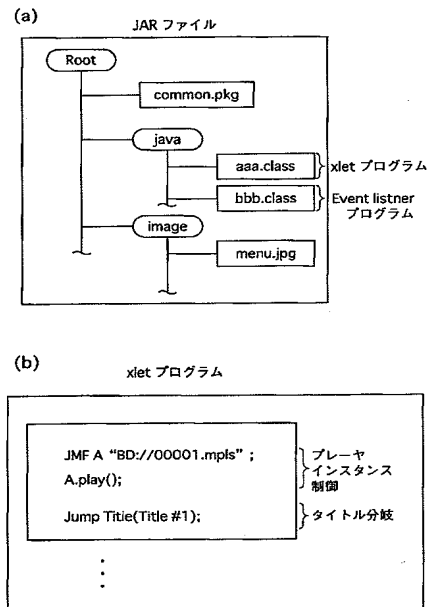 (a)
JAR ファイル
Root
common.pkg
java
aaa.class
xlet プログラム
bbb.class
Event listner
プログラム
image
menu.jpg
(b)
xlet プログラム
JMF A “BD://00001.mpls” ;
A.play();
プレーヤ
インスタンス
制御
Jump Title(Title #1);
タイトル分岐